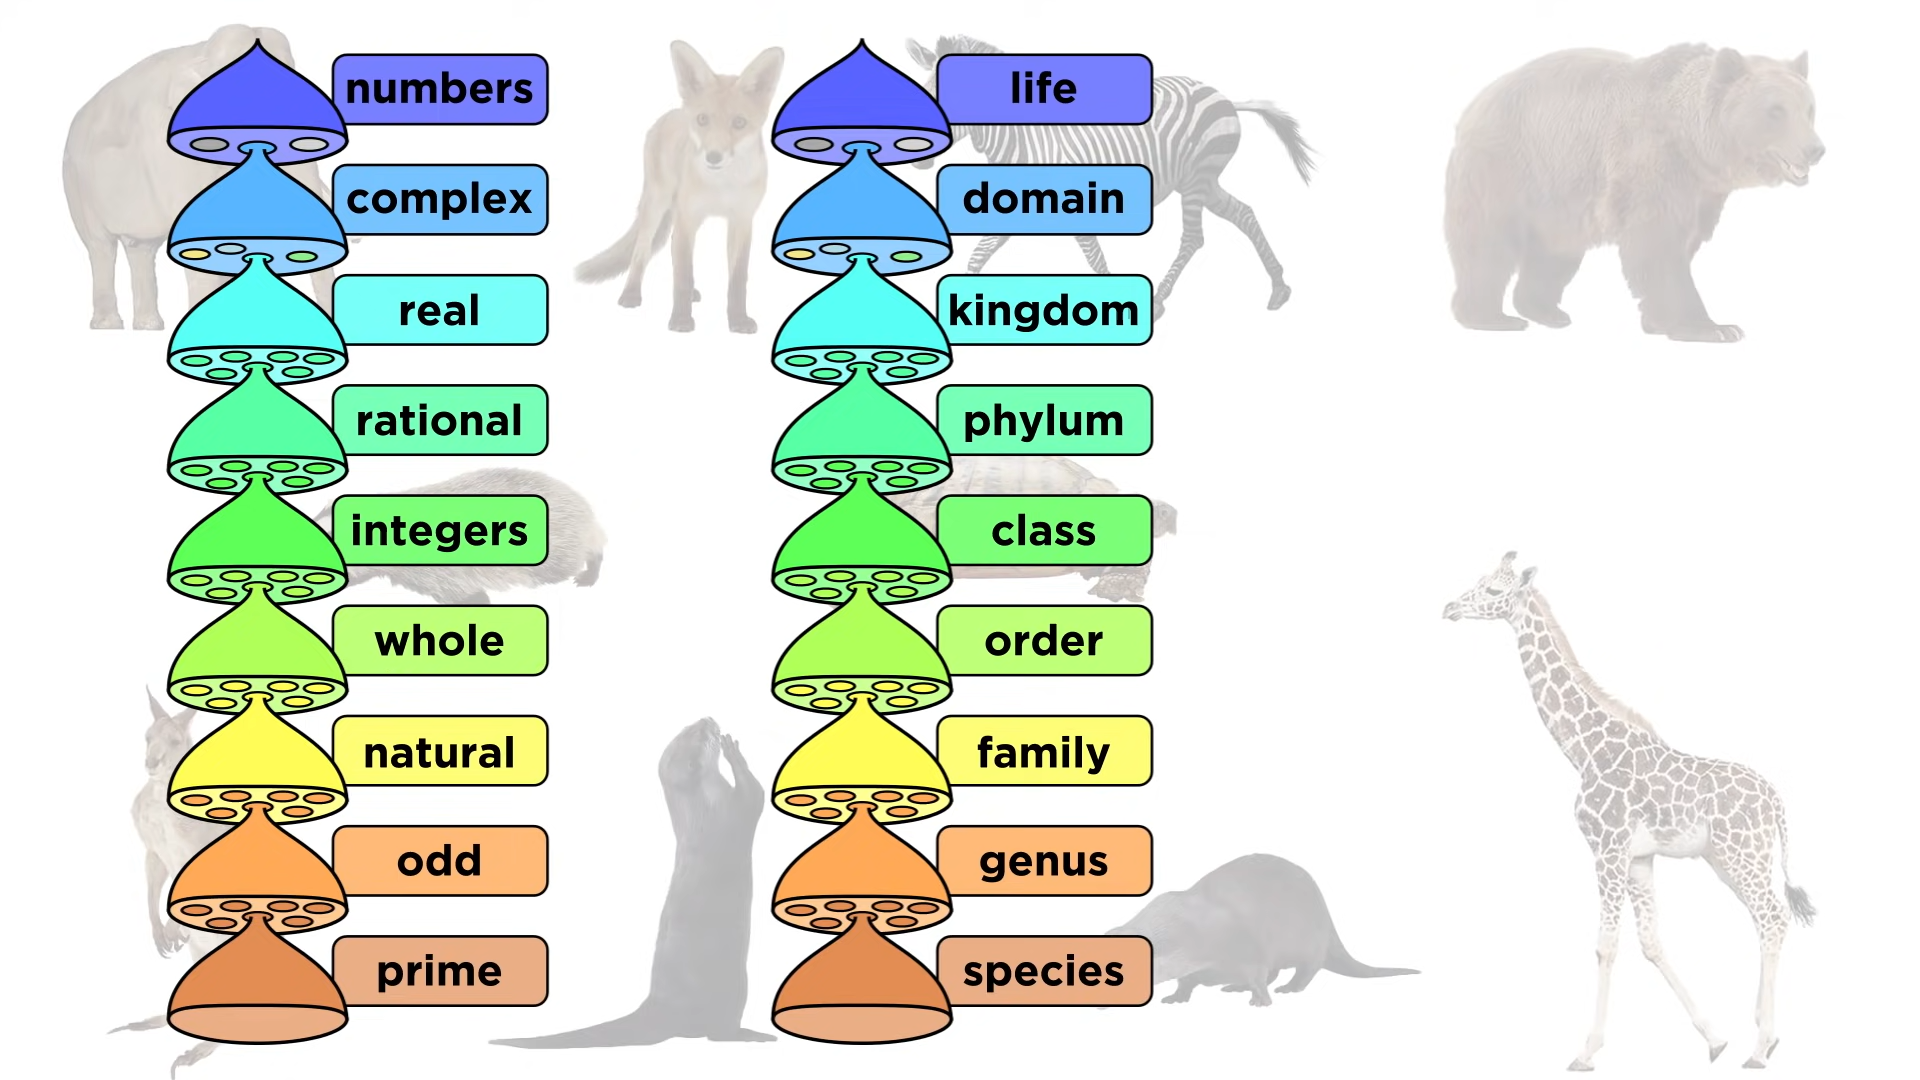 numbers
complex
real
rational
integers
whole
natural
odd
prime
life
domain
kingdom
phylum
class
order
family
genus
species